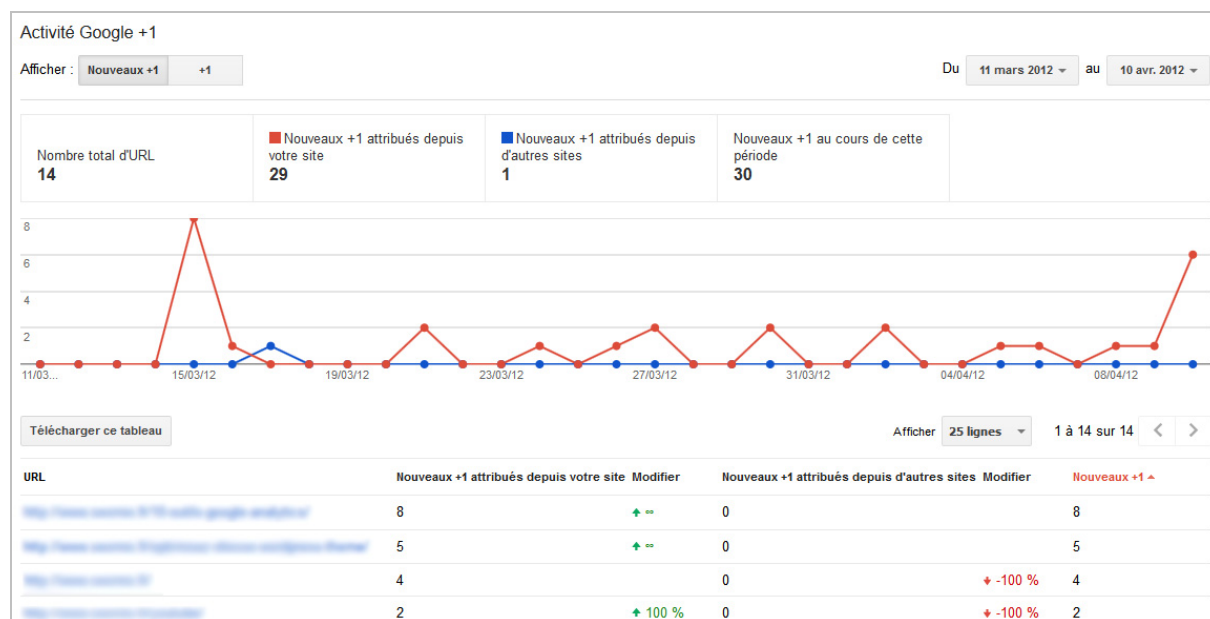 Activité Google +1
Afficher : Nouveaux +1 +1 Du 11 mars 2012 au 10 avr. 2012
Nombre total d'URL
14
Nouveaux +1 attribués depuis
votre site
29
Nouveaux +1 attribués depuis
d'autres sites
1
Nouveaux +1 au cours de cette
période
30
8
6
4
2
11/03... 15/03/12 19/03/12 23/03/12 27/03/12 31/03/12 04/04/12 08/04/12
Télécharger ce tableau Afficher 25 lignes 1 à 14 sur 14
URL Nouveaux +1 attribués depuis votre site Modifier Nouveaux +1 attribués depuis d'autres sites Modifier Nouveaux +1
8 ∞ 0 8
5 ∞ 0 5
4 0 -100 % 4
2 100 % 0 -100 % 2